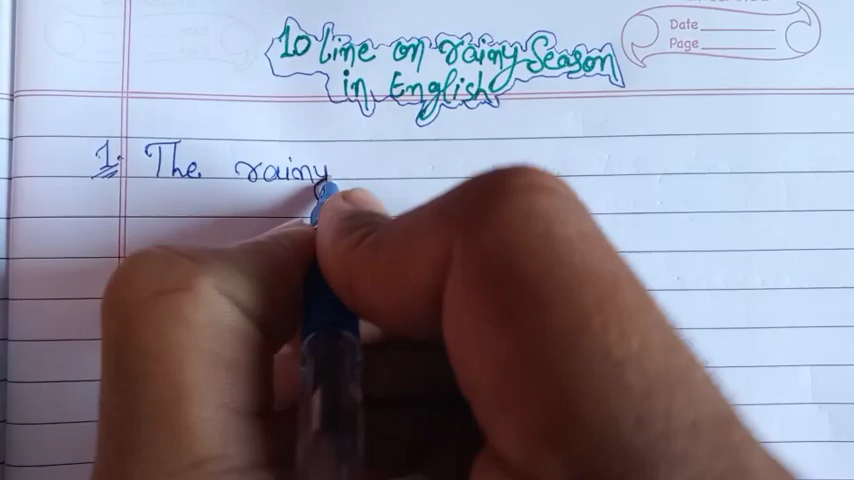 Date
Page
10 line on rainy Season
in English
1. The rainy